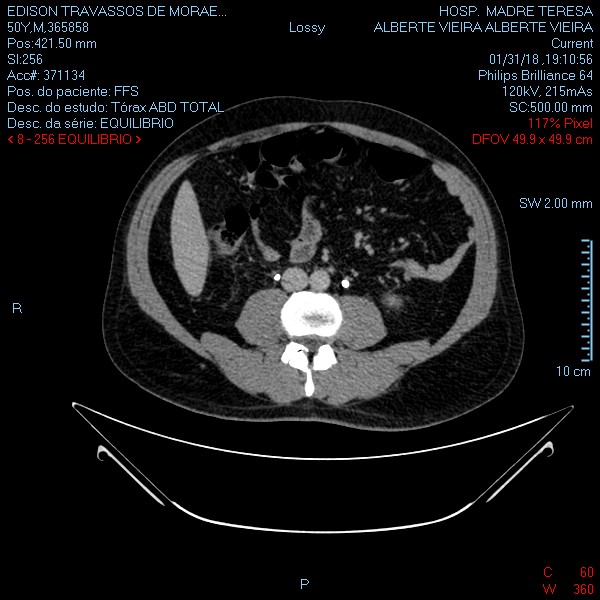 EDISON TRAVASSOS DE MORAE...
50Y,M,365858
Pos:421.50 mm
Sl:256
Acc#: 371134
Pos. do paciente: FFS
Desc. do estudo: Tórax ABD TOTAL
Desc. da série: EQUILIBRIO
< 8 - 256 EQUILIBRIO >
Lossy
HOSP. MADRE TERESA
ALBERTE VIEIRA ALBERTE VIEIRA
Current
01/31/18 ,19:10:56
Philips Brilliance 64
120kV, 215mAs
SC:500.00 mm
117% Pixel
DFOV 49.9 x 49.9 cm
SW 2.00 mm
R
10 cm
P
C 60
W 360